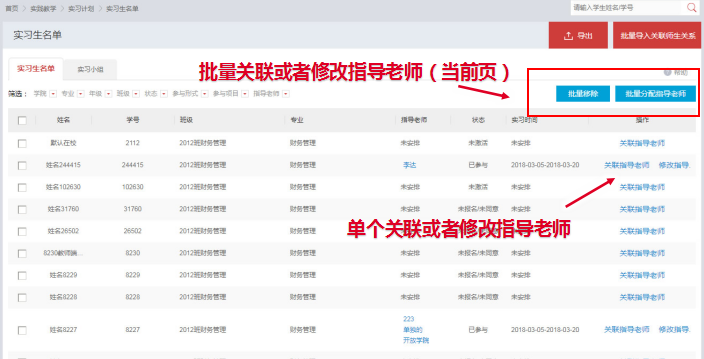 首页 > 实践教学 > 实习计划 > 实习生名单
请输入学生姓名/学号
实习生名单
导出
批量导入关联师生关系
实习生名单 实习小组
批量关联或者修改指导老师（当前页）
帮助
筛选： 学院 专业 年级 班级 状态 参与形式 参与项目 指导老师
批量移除 批量分配指导老师
姓名 学号 班级 专业 指导老师 状态 实习时间 操作
默认在校 2112 2012班财务管理 财务管理 未安排 未激活 未安排 关联指导老师
姓名244415 244415 2012班财务管理 财务管理 李达 已参与 2018-03-05-2018-03-20 关联指导老师 修改指导
姓名102630 102630 2012班财务管理 财务管理 未安排 未激活 未安排 关联指导老师
姓名31760 31760 2012班财务管理 财务管理 未安排 未报名/未同意 未安排 关联指导老师
单个关联或者修改指导老师
姓名26502 26502 2012班财务管理 财务管理 未报名/未同意 未安排 关联指导老师
8230教师端... 8230 2012班财务管理 财务管理 未安排 未报名/未同意 未安排 关联指导老师
姓名8229 8229 2012班财务管理 财务管理 未安排 未报名/未同意 未安排 关联指导老师
姓名8228 8228 2012班财务管理 财务管理 未安排 未报名/未同意 未安排 关联指导老师
223
姓名8227 8227 2012班财务管理 财务管理 单独的 已参与 2018-03-05-2018-03-20 关联指导老师 修改指导
开放学院